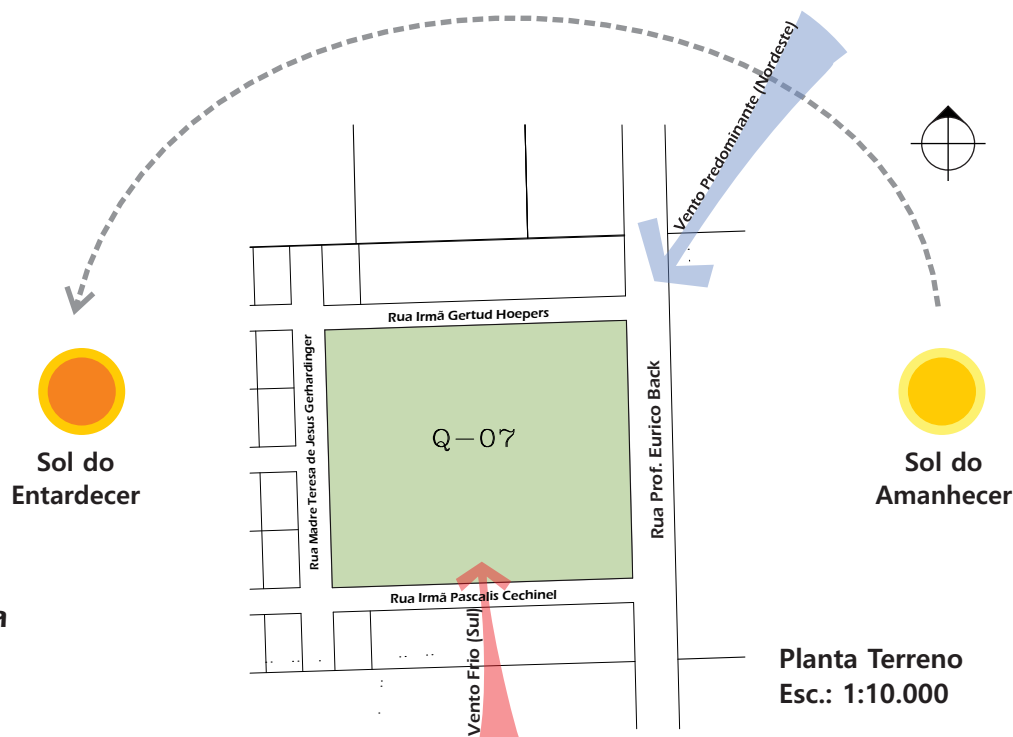 Vento Predominante (Nordeste)
Rua Irmã Gertud Hoepers
Rua Madre Teresa de Jesus Gerhardinger
Q-07
Rua Prof. Eurico Back
Sol do
Entardecer
Sol do
Amanhecer
Rua Irmã Pascalis Cechinel
Vento Frio (Sul)
a
Planta Terreno
Esc.: 1:10.000